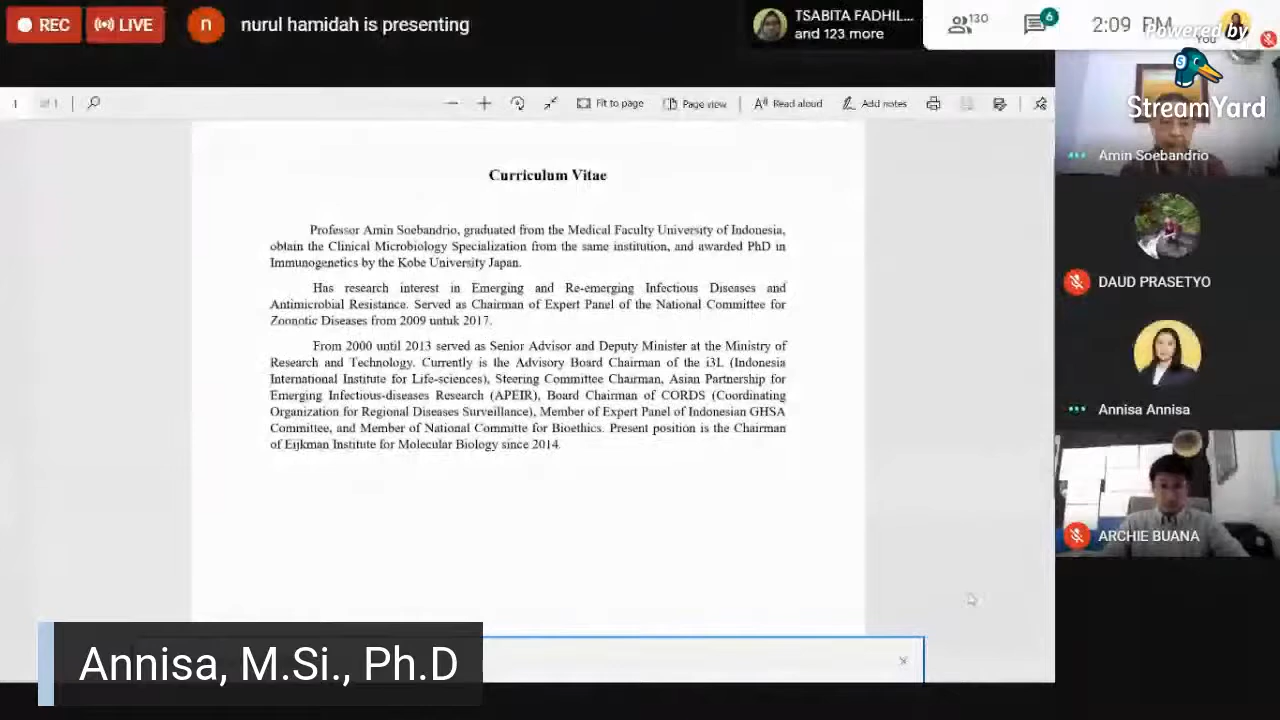 REC
LIVE
n
nurul hamidah is presenting
TSABITA FADHIL...
and 123 more
130
6
2:09 PM
You
Powered by
S
StreamYard
1
of 1
Fit to page
Page view
Read aloud
Add notes
Curriculum Vitae
Professor Amin Soebandrio, graduated from the Medical Faculty University of Indonesia,
obtain the Clinical Microbiology Specialization from the same institution, and awarded PhD in
Immunogenetics by the Kobe University Japan.
Has research interest in Emerging and Re-emerging Infectious Diseases and
Antimicrobial Resistance. Served as Chairman of Expert Panel of the National Committee for
Zoonotic Diseases from 2009 untuk 2017.
From 2000 until 2013 served as Senior Advisor and Deputy Minister at the Ministry of
Research and Technology. Currently is the Advisory Board Chairman of the i3L (Indonesia
International Institute for Life-sciences), Steering Committee Chairman, Asian Partnership for
Emerging Infectious-diseases Research (APEIR), Board Chairman of CORDS (Coordinating
Organization for Regional Diseases Surveillance), Member of Expert Panel of Indonesian GHSA
Committee, and Member of National Committe for Bioethics. Present position is the Chairman
of Eijkman Institute for Molecular Biology since 2014.
Amin Soebandrio
DAUD PRASETYO
Annisa Annisa
ARCHIE BUANA
Annisa, M.Si., Ph.D